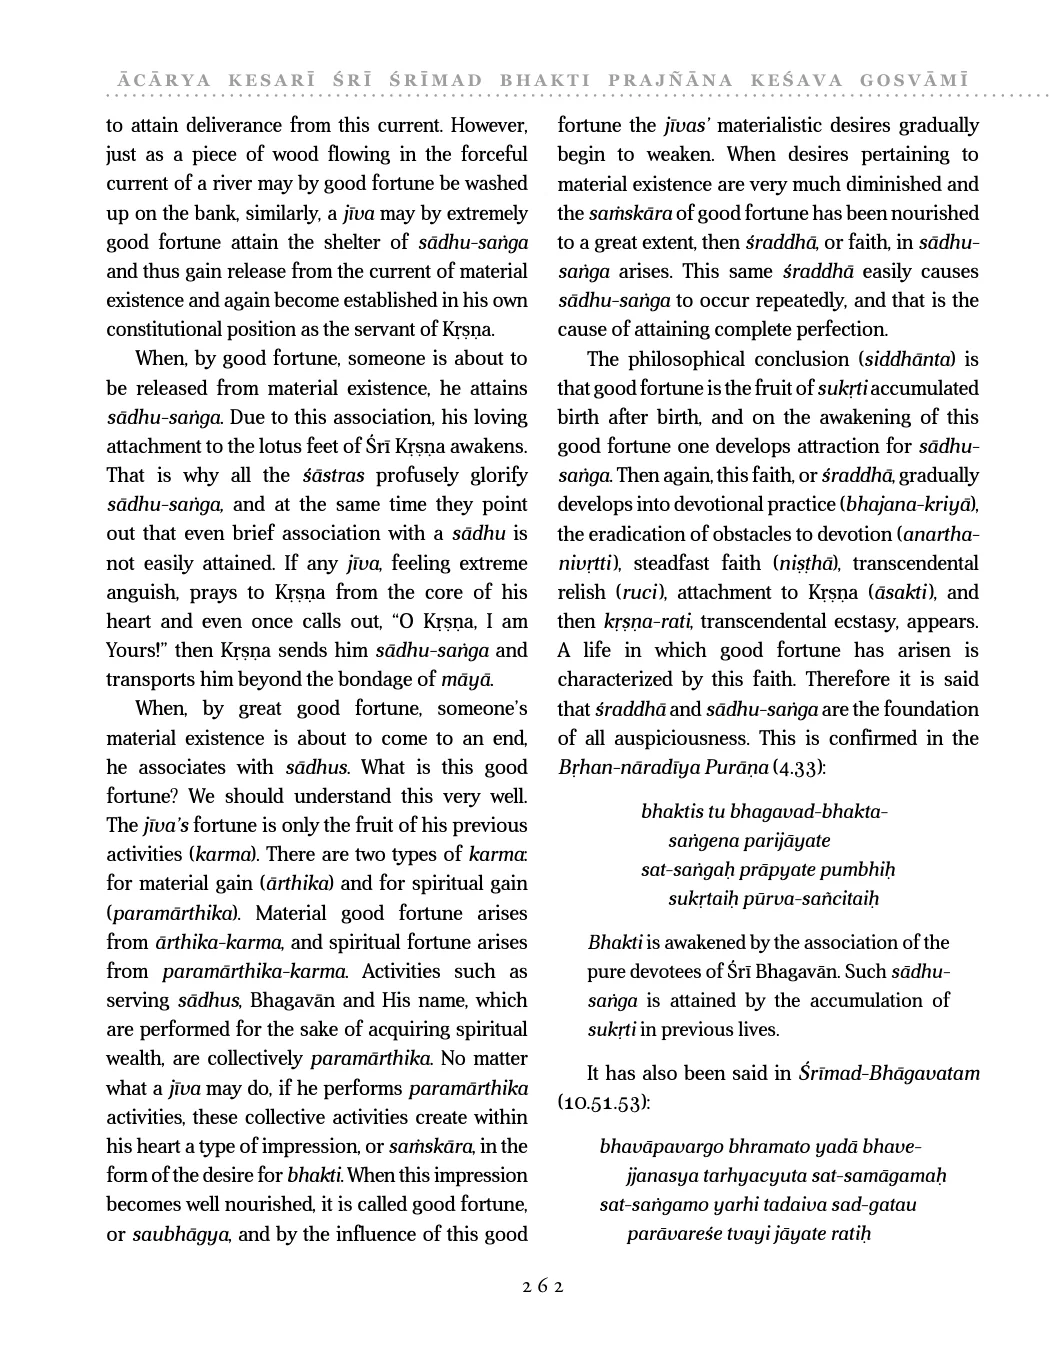 ĀCĀRYA KESARĪ ŚRĪ ŚRĪMAD BHAKTI PRAJÑĀNA KEŚAVA GOSVĀMĪ
to attain deliverance from this current. However,
just as a piece of wood flowing in the forceful
current of a river may by good fortune be washed
up on the bank, similarly, a jīva may by extremely
good fortune attain the shelter of sādhu-saṅga
and thus gain release from the current of material
existence and again become established in his own
constitutional position as the servant of Kṛṣṇa.
When, by good fortune, someone is about to
be released from material existence, he attains
sādhu-saṅga. Due to this association, his loving
attachment to the lotus feet of Śrī Kṛṣṇa awakens.
That is why all the śāstras profusely glorify
sādhu-saṅga, and at the same time they point
out that even brief association with a sādhu is
not easily attained. If any jīva, feeling extreme
anguish, prays to Kṛṣṇa from the core of his
heart and even once calls out, “O Kṛṣṇa, I am
Yours!” then Kṛṣṇa sends him sādhu-saṅga and
transports him beyond the bondage of māyā.
When, by great good fortune, someone’s
material existence is about to come to an end,
he associates with sādhus. What is this good
fortune? We should understand this very well.
The jīva’s fortune is only the fruit of his previous
activities (karma). There are two types of karma:
for material gain (ārthika) and for spiritual gain
(paramārthika). Material good fortune arises
from ārthika-karma, and spiritual fortune arises
from paramārthika-karma. Activities such as
serving sādhus, Bhagavān and His name, which
are performed for the sake of acquiring spiritual
wealth, are collectively paramārthika. No matter
what a jīva may do, if he performs paramārthika
activities, these collective activities create within
his heart a type of impression, or saṁskāra, in the
form of the desire for bhakti. When this impression
becomes well nourished, it is called good fortune,
or saubhāgya, and by the influence of this good
fortune the jīvas’ materialistic desires gradually
begin to weaken. When desires pertaining to
material existence are very much diminished and
the saṁskāra of good fortune has been nourished
to a great extent, then śraddhā, or faith, in sādhu-
saṅga arises. This same śraddhā easily causes
sādhu-saṅga to occur repeatedly, and that is the
cause of attaining complete perfection.
The philosophical conclusion (siddhānta) is
that good fortune is the fruit of sukṛti accumulated
birth after birth, and on the awakening of this
good fortune one develops attraction for sādhu-
saṅga. Then again, this faith, or śraddhā, gradually
develops into devotional practice (bhajana-kriyā),
the eradication of obstacles to devotion (anartha-
nivṛtti), steadfast faith (niṣṭhā), transcendental
relish (ruci), attachment to Kṛṣṇa (āsakti), and
then kṛṣṇa-rati, transcendental ecstasy, appears.
A life in which good fortune has arisen is
characterized by this faith. Therefore it is said
that śraddhā and sādhu-saṅga are the foundation
of all auspiciousness. This is confirmed in the
Bṛhan-nāradīya Purāṇa (4.33):
bhaktis tu bhagavad-bhakta-
saṅgena parijāyate
sat-saṅgaḥ prāpyate pumbhiḥ
sukṛtaiḥ pūrva-sañcitaiḥ
Bhakti is awakened by the association of the
pure devotees of Śrī Bhagavān. Such sādhu-
saṅga is attained by the accumulation of
sukṛti in previous lives.
It has also been said in Śrīmad-Bhāgavatam
(10.51.53):
bhavāpavargo bhramato yadā bhave-
jjanasya tarhyacyuta sat-samāgamaḥ
sat-saṅgamo yarhi tadaiva sad-gatau
parāvareśe tvayi jāyate ratiḥ
262